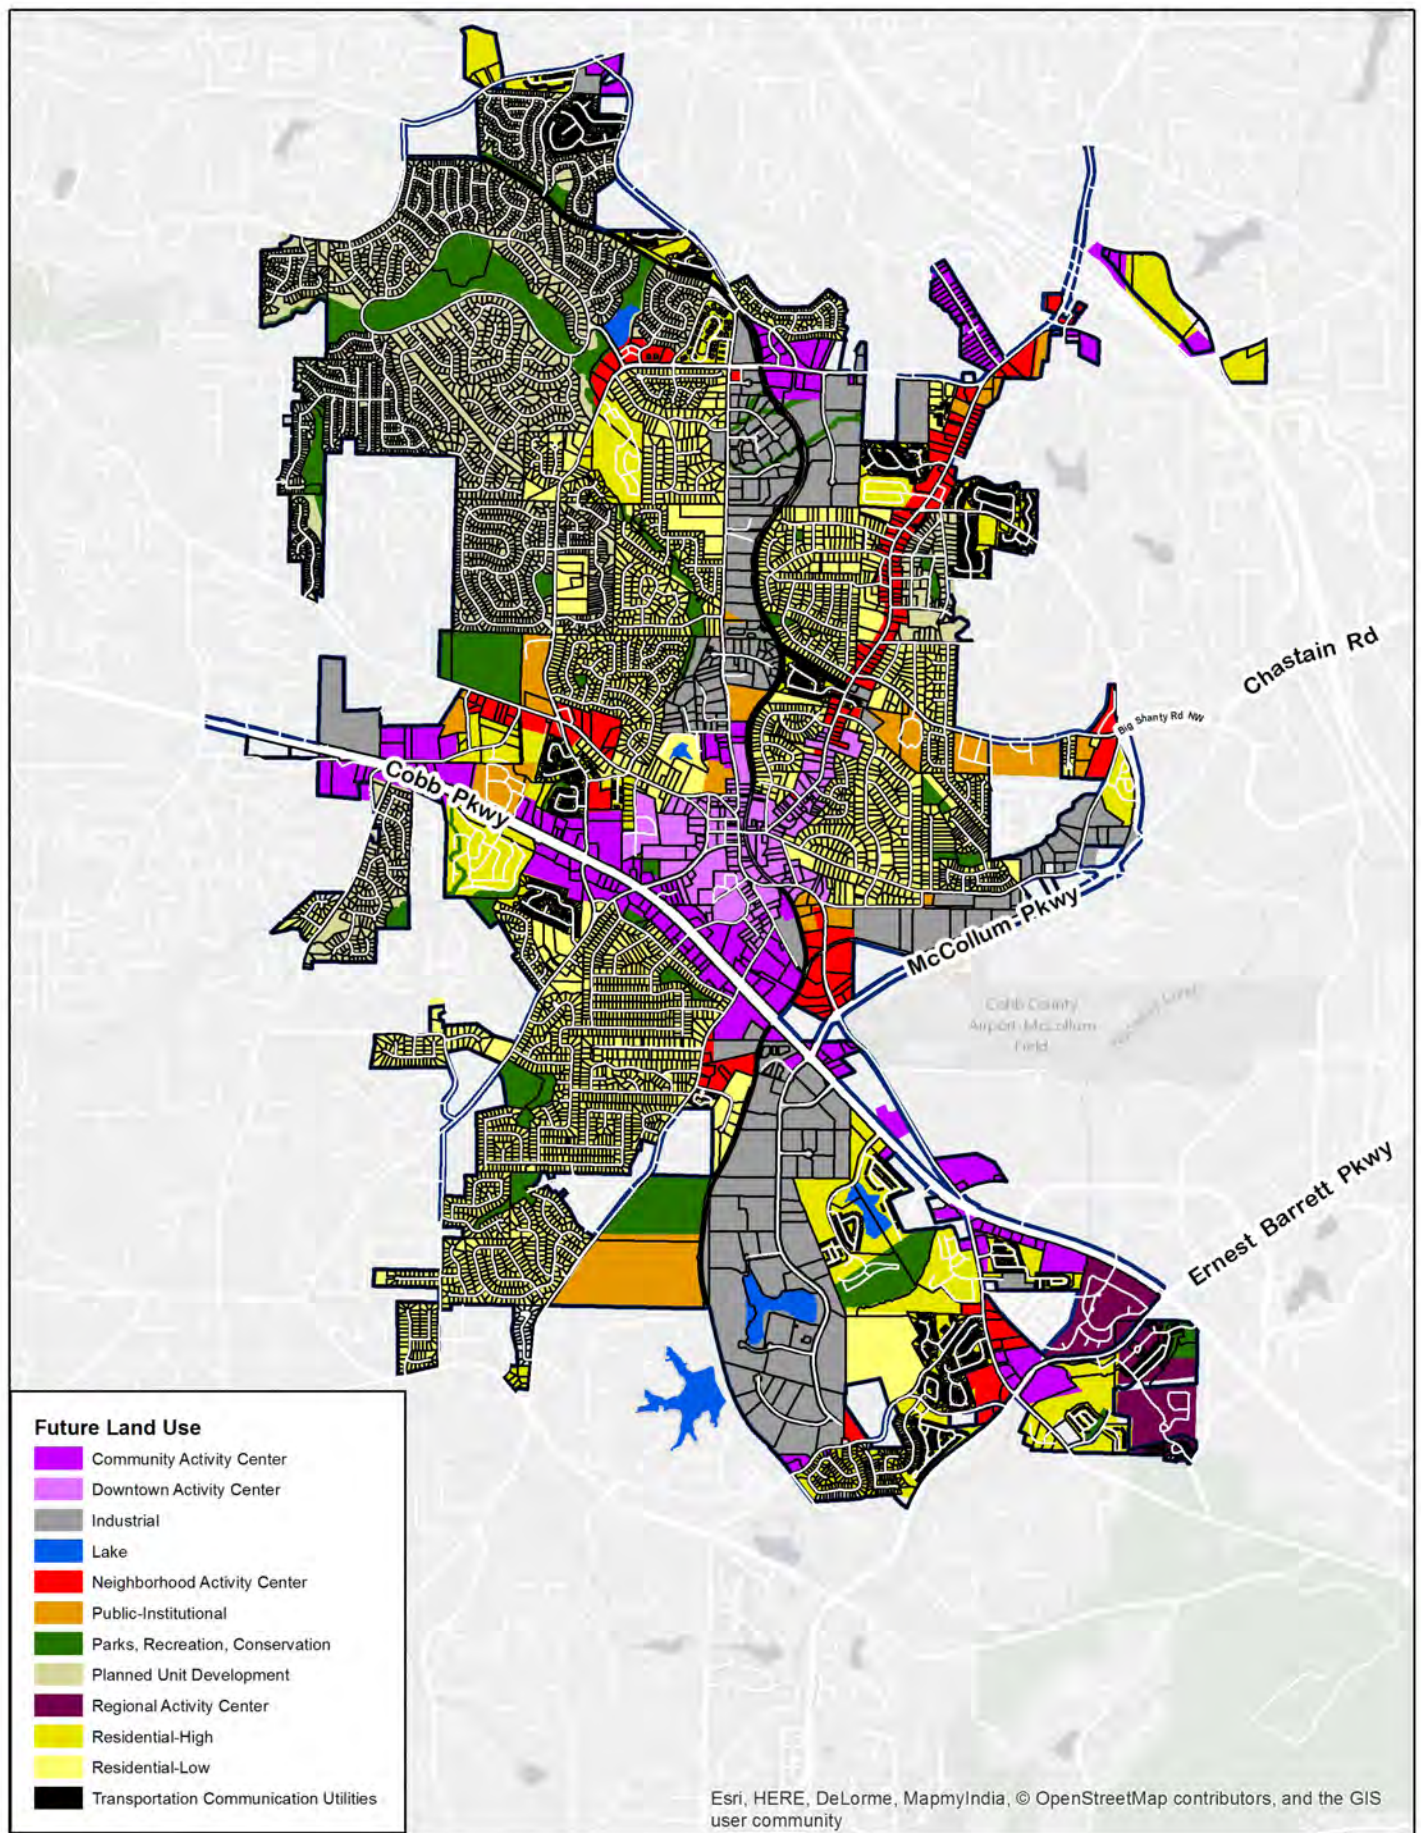 Chastain Rd
Big Shanty Rd NW
Cobb Pkwy
McCollum Pkwy
Cobb County
Airport-McCollum
Field
Ernest Barrett Pkwy
Future Land Use
Community Activity Center
Downtown Activity Center
Industrial
Lake
Neighborhood Activity Center
Public-Institutional
Parks, Recreation, Conservation
Planned Unit Development
Regional Activity Center
Residential-High
Residential-Low
Transportation Communication Utilities
Esri, HERE, DeLorme, MapmyIndia, © OpenStreetMap contributors, and the GIS
user community